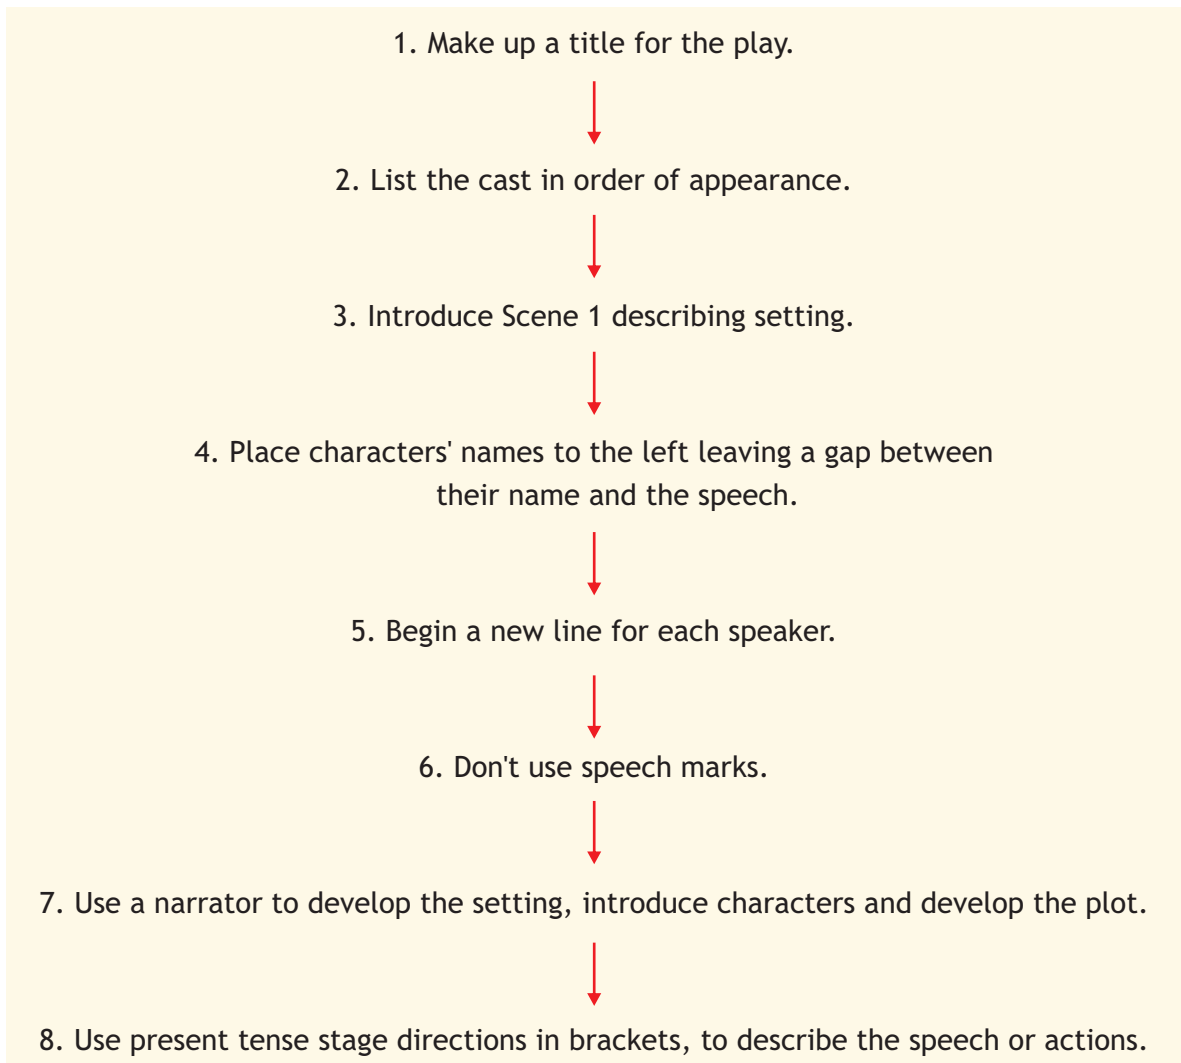 1. Make up a title for the play.
2. List the cast in order of appearance.
3. Introduce Scene 1 describing setting.
4. Place characters' names to the left leaving a gap between
their name and the speech.
5. Begin a new line for each speaker.
6. Don't use speech marks.
7. Use a narrator to develop the setting, introduce characters and develop the plot.
8. Use present tense stage directions in brackets, to describe the speech or actions.